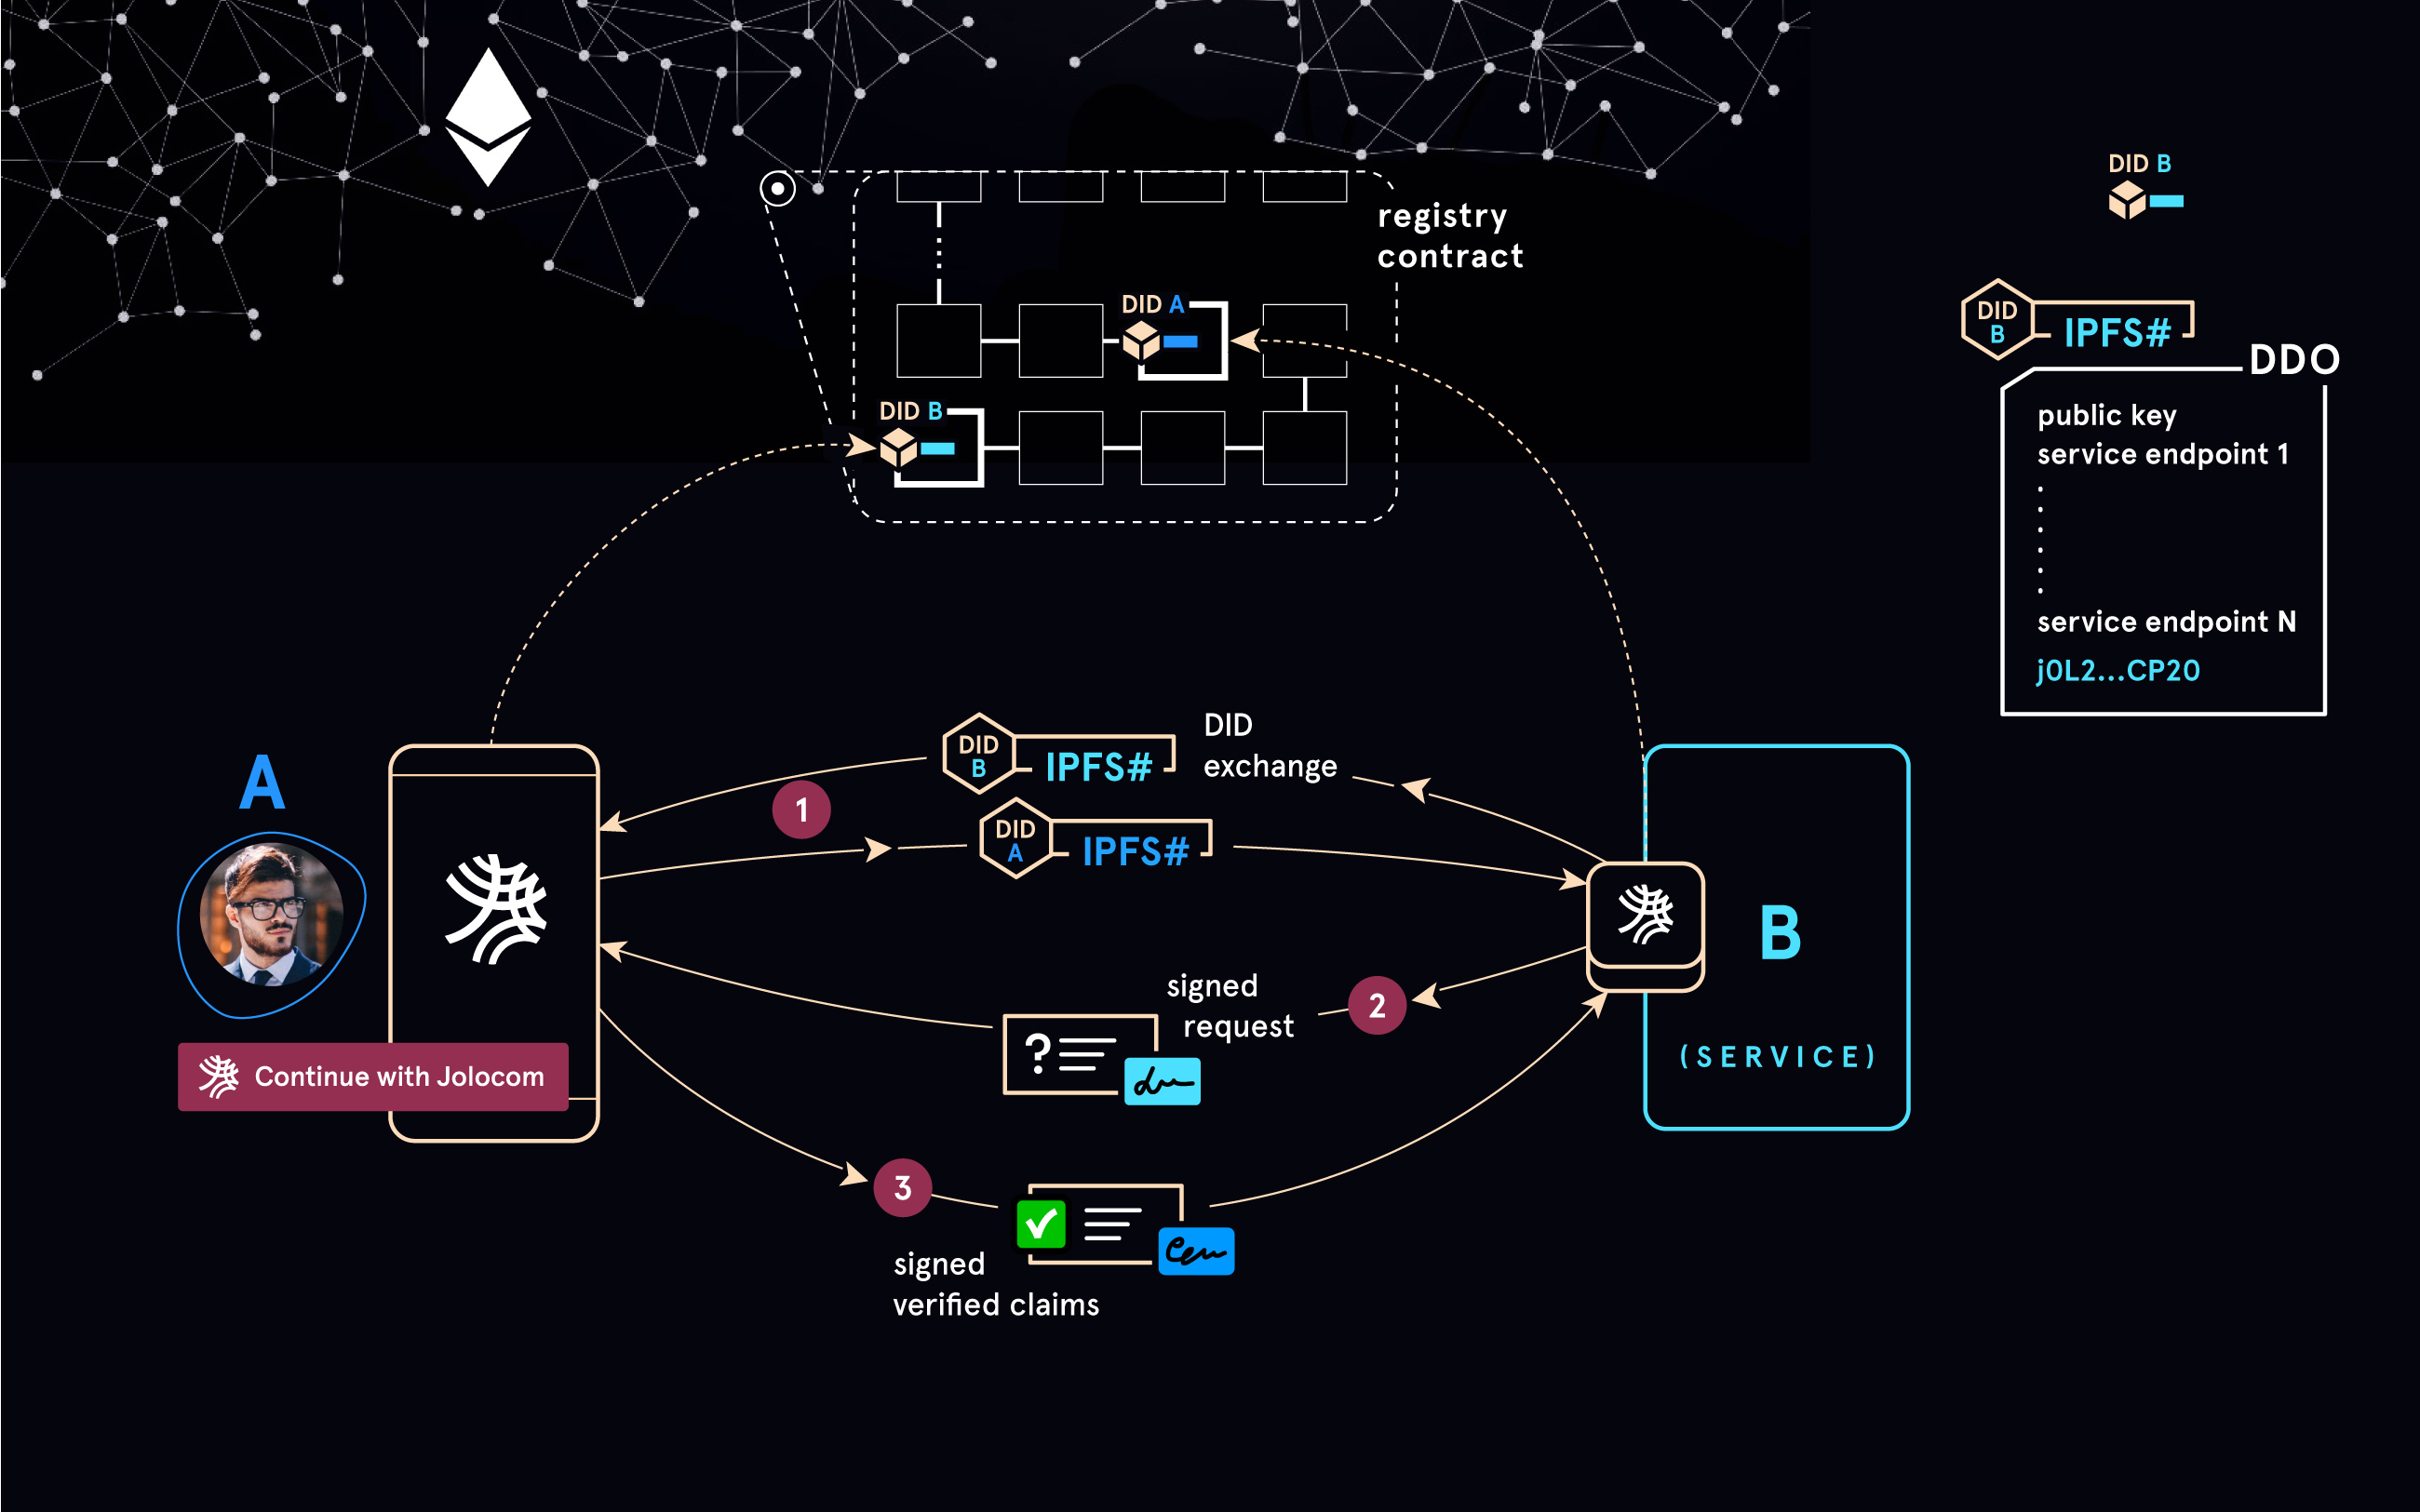 registry
contract
DID A
DID B
DID B
DID
B
IPFS#
DDO
public key
service endpoint 1
service endpoint N
j0L2...CP20
A
Continue with Jolocom
1
DID
B
IPFS#
DID
exchange
DID
A
IPFS#
2
signed
request
3
signed
verified claims
B
(SERVICE)
?